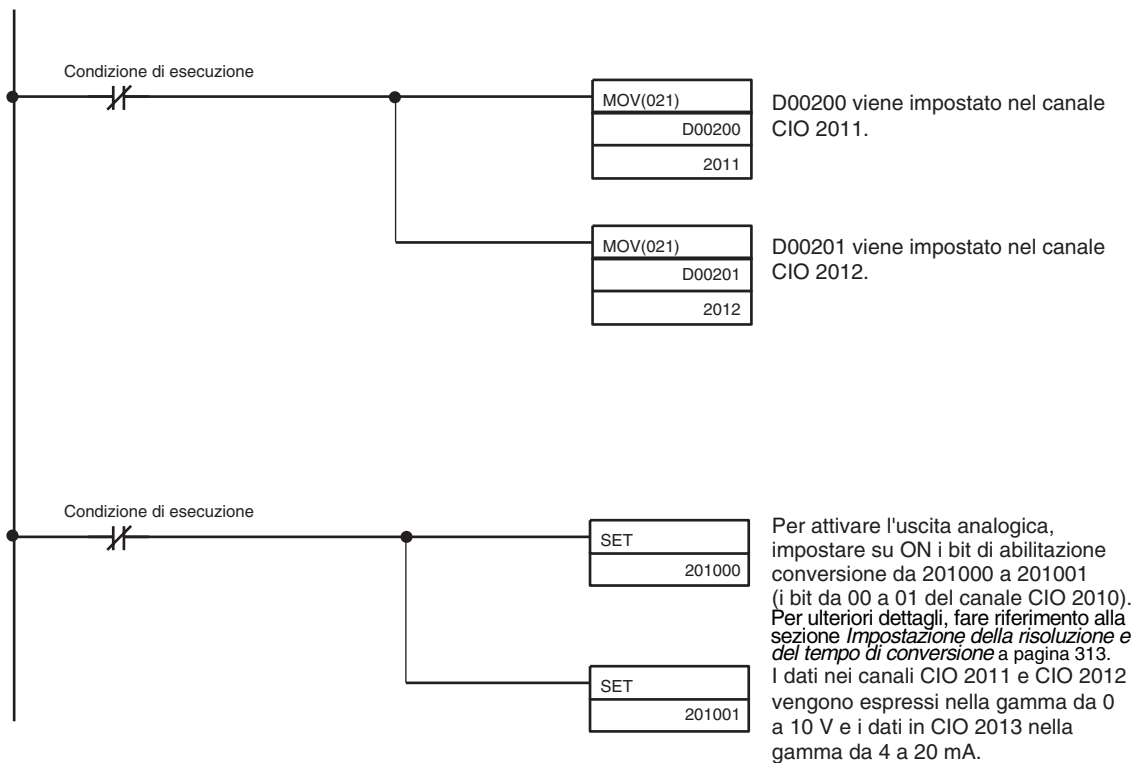 Condizione di esecuzione
MOV(021)
D00200
2011
D00200 viene impostato nel canale
CIO 2011.
MOV(021)
D00201
2012
D00201 viene impostato nel canale
CIO 2012.
Condizione di esecuzione
SET
201000
Per attivare l'uscita analogica,
impostare su ON i bit di abilitazione
conversione da 201000 a 201001
(i bit da 00 a 01 del canale CIO 2010).
Per ulteriori dettagli, fare riferimento alla
sezione Impostazione della risoluzione e
del tempo di conversione a pagina 313.
SET
201001
I dati nei canali CIO 2011 e CIO 2012
vengono espressi nella gamma da 0
a 10 V e i dati in CIO 2013 nella
gamma da 4 a 20 mA.